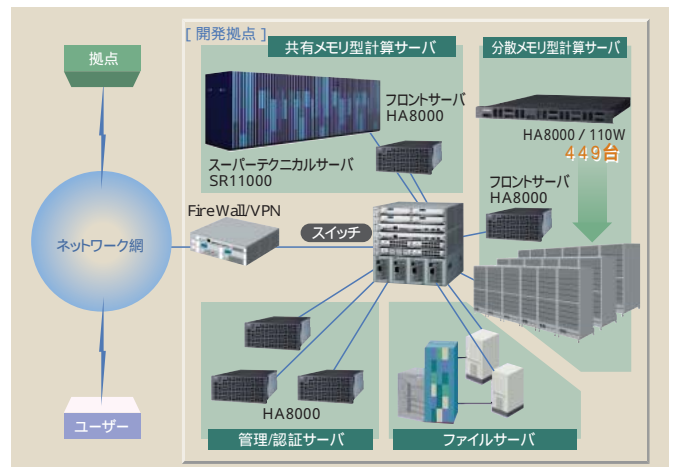 [ 開発拠点 ]
拠点
共有メモリ型計算サーバ
分散メモリ型計算サーバ
フロントサーバ
HA8000
スーパーテクニカルサーバ
SR11000
HA8000 / 110W
449台
フロントサーバ
HA8000
FireWall/VPN
スイッチ
ネットワーク網
HA8000
ユーザー
管理/認証サーバ
ファイルサーバ